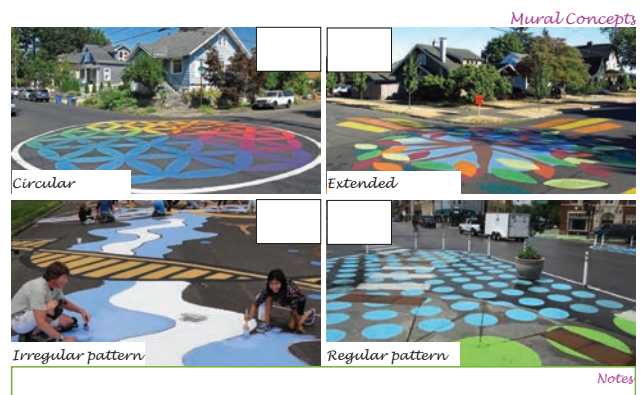 Mural Concepts
Circular
Extended
Irregular pattern
Regular pattern
Notes